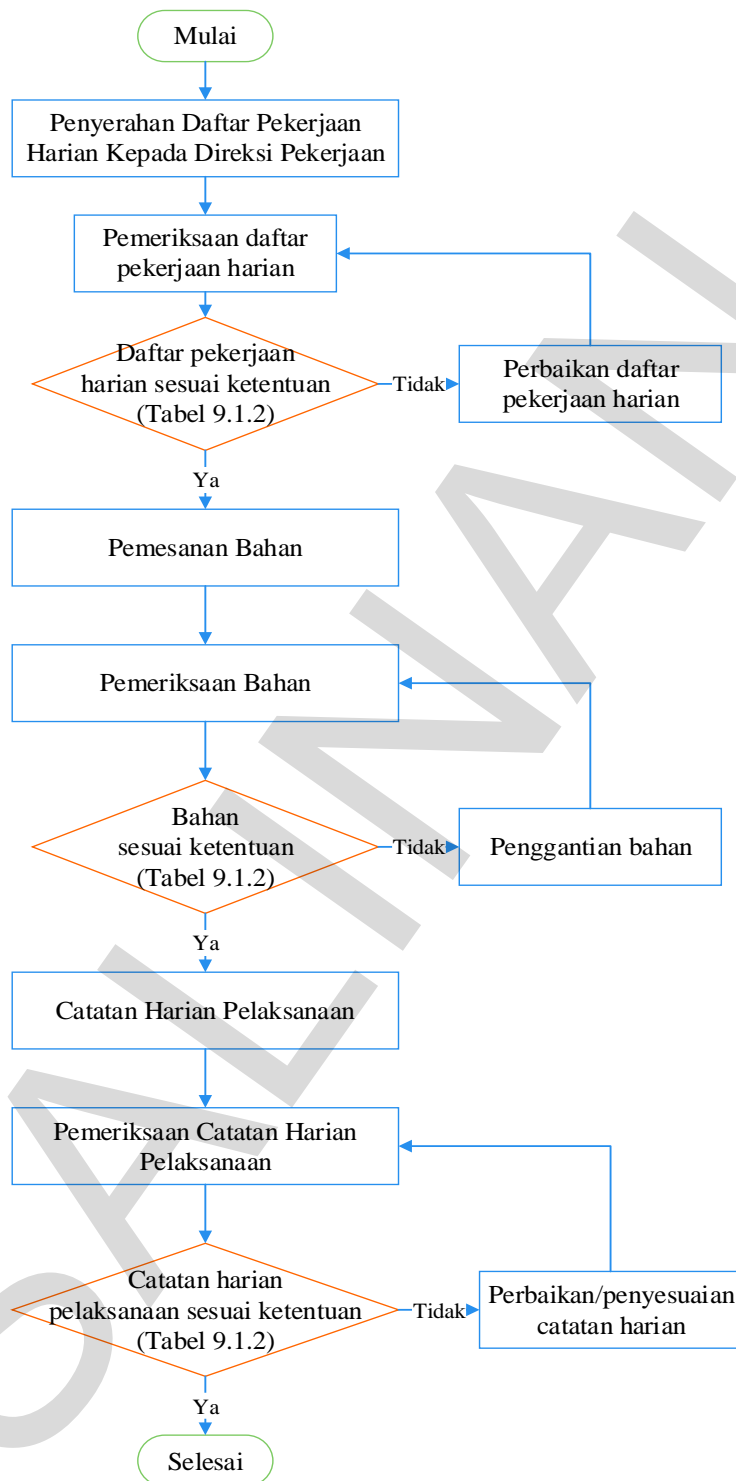 Mulai
Penyerahan Daftar Pekerjaan
Harian Kepada Direksi Pekerjaan
Pemeriksaan daftar
pekerjaan harian
Daftar pekerjaan
harian sesuai ketentuan
(Tabel 9.1.2)
Tidak
Perbaikan daftar
pekerjaan harian
Ya
Pemesanan Bahan
Pemeriksaan Bahan
Bahan
sesuai ketentuan
(Tabel 9.1.2)
Tidak
Penggantian bahan
Ya
Catatan Harian Pelaksanaan
Pemeriksaan Catatan Harian
Pelaksanaan
Catatan harian
pelaksanaan sesuai ketentuan
(Tabel 9.1.2)
Tidak
Perbaikan/penyesuaian
catatan harian
Ya
Selesai
SALINAN